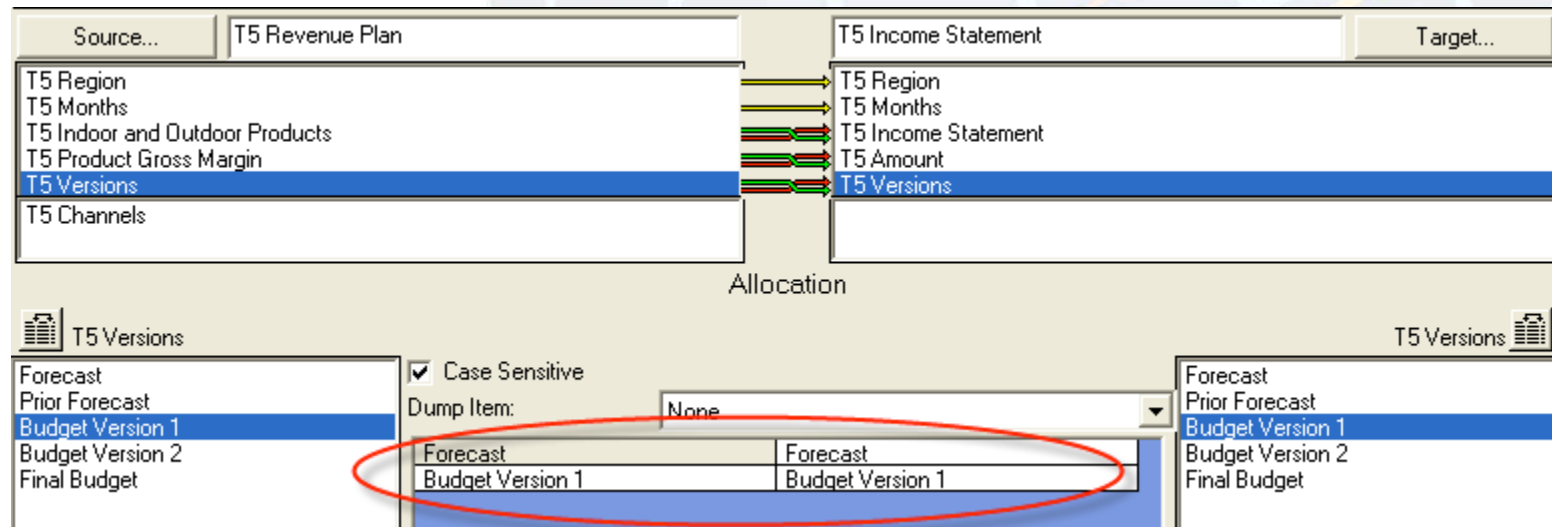 Source... T5 Revenue Plan T5 Income Statement Target...
T5 Region T5 Region
T5 Months T5 Months
T5 Indoor and Outdoor Products T5 Income Statement
T5 Product Gross Margin T5 Amount
T5 Versions T5 Versions
T5 Channels
Allocation
T5 Versions T5 Versions
Forecast Case Sensitive Forecast
Prior Forecast Dump Item: None Prior Forecast
Budget Version 1 Budget Version 1
Budget Version 2 Forecast Forecast Budget Version 2
Final Budget Budget Version 1 Budget Version 1 Final Budget